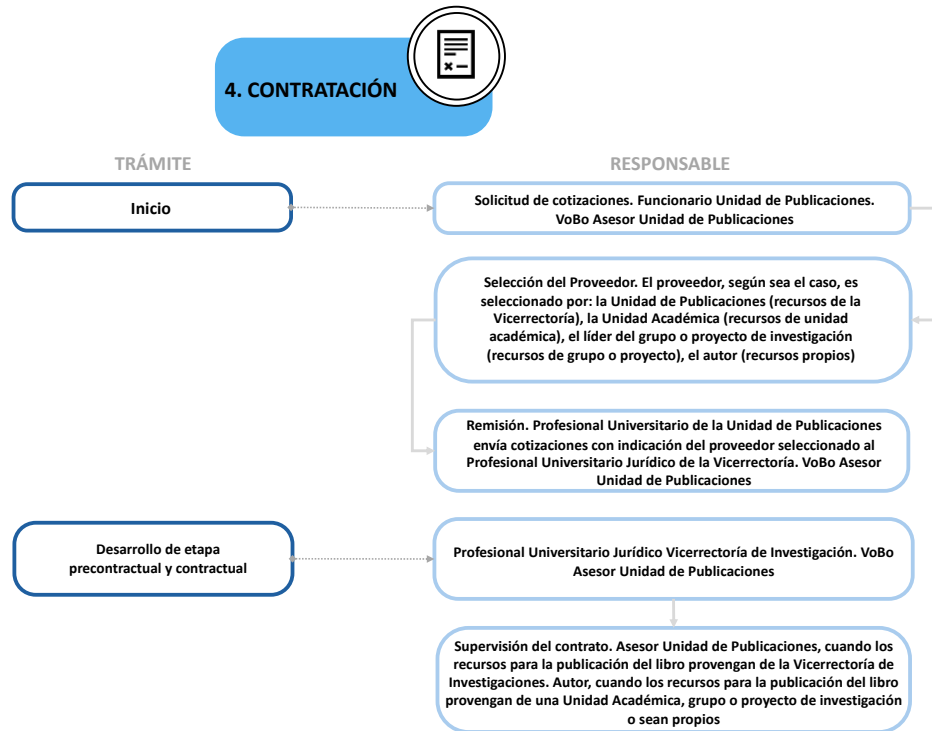 4. CONTRATACIÓN
TRÁMITE
RESPONSABLE
Inicio
Solicitud de cotizaciones. Funcionario Unidad de Publicaciones.
VoBo Asesor Unidad de Publicaciones
Selección del Proveedor. El proveedor, según sea el caso, es
seleccionado por: la Unidad de Publicaciones (recursos de la
Vicerrectoría), la Unidad Académica (recursos de unidad
académica), el líder del grupo o proyecto de investigación
(recursos de grupo o proyecto), el autor (recursos propios)
Remisión. Profesional Universitario de la Unidad de Publicaciones
envía cotizaciones con indicación del proveedor seleccionado al
Profesional Universitario Jurídico de la Vicerrectoría. VoBo Asesor
Unidad de Publicaciones
Desarrollo de etapa
precontractual y contractual
Profesional Universitario Jurídico Vicerrectoría de Investigación. VoBo
Asesor Unidad de Publicaciones
Supervisión del contrato. Asesor Unidad de Publicaciones, cuando los
recursos para la publicación del libro provengan de la Vicerrectoría de
Investigaciones. Autor, cuando los recursos para la publicación del libro
provengan de una Unidad Académica, grupo o proyecto de investigación
o sean propios